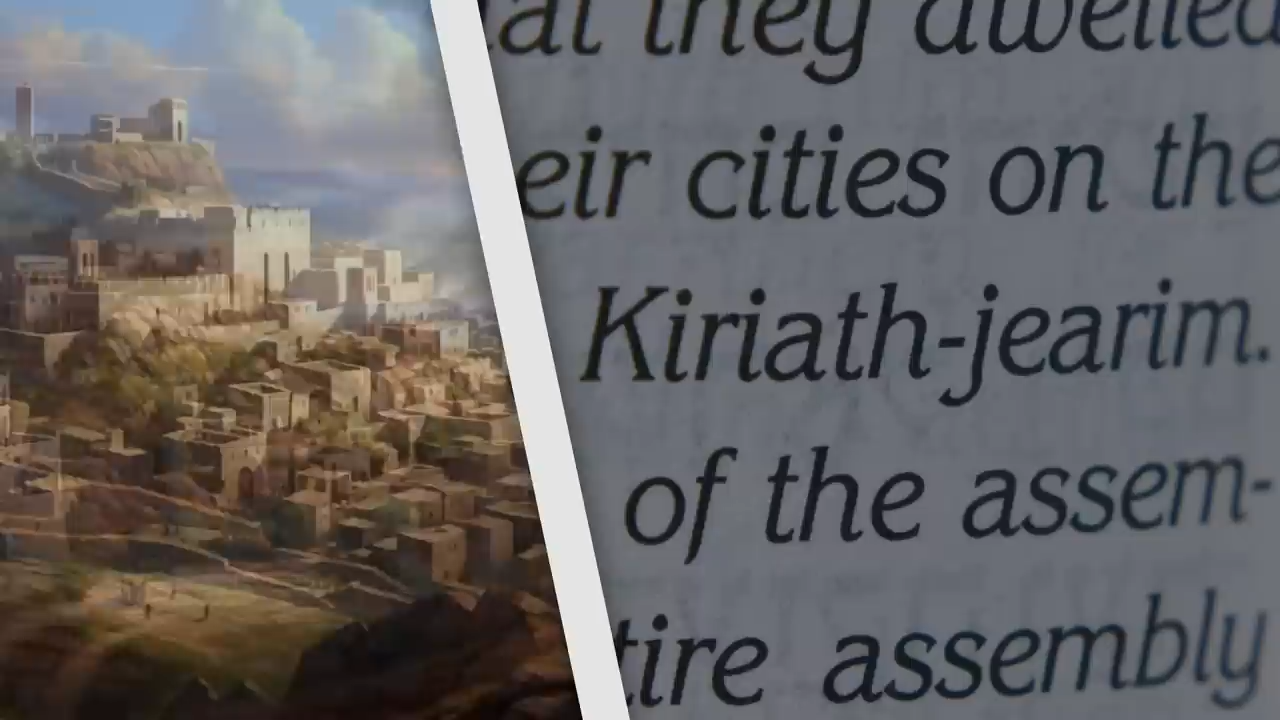 they dwelled
eir cities on the
Kiriath-jearim.
of the assem-
tire assembly